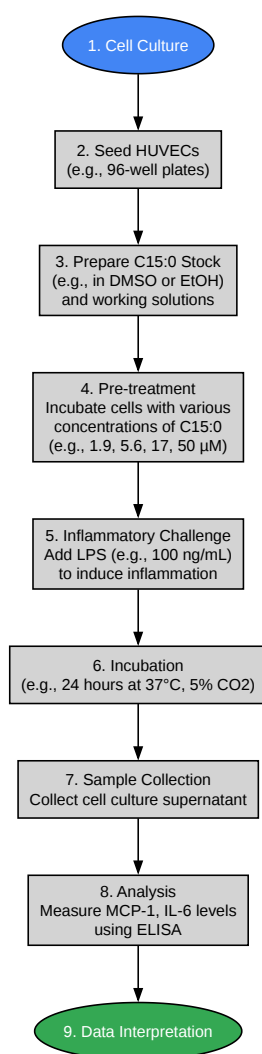 1. Cell Culture
2. Seed HUVECs
(e.g., 96-well plates)
3. Prepare C15:0 Stock
(e.g., in DMSO or EtOH)
and working solutions
4. Pre-treatment
Incubate cells with various
concentrations of C15:0
(e.g., 1.9, 5.6, 17, 50 µM)
5. Inflammatory Challenge
Add LPS (e.g., 100 ng/mL)
to induce inflammation
6. Incubation
(e.g., 24 hours at 37°C, 5% CO2)
7. Sample Collection
Collect cell culture supernatant
8. Analysis
Measure MCP-1, IL-6 levels
using ELISA
9. Data Interpretation